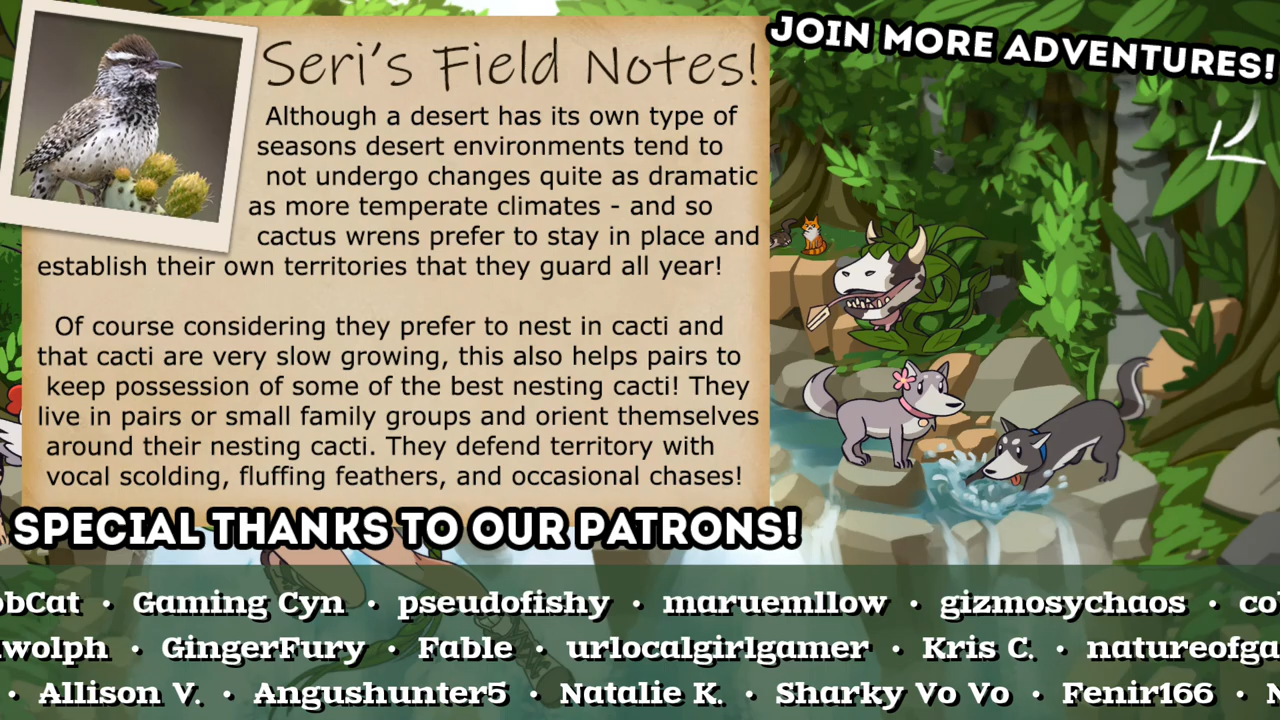 Seri's Field Notes!
JOIN MORE ADVENTURES!
Although a desert has its own type of
seasons desert environments tend to
not undergo changes quite as dramatic
as more temperate climates - and so
cactus wrens prefer to stay in place and
establish their own territories that they guard all year!
Of course considering they prefer to nest in cacti and
that cacti are very slow growing, this also helps pairs to
keep possession of some of the best nesting cacti! They
live in pairs or small family groups and orient themselves
around their nesting cacti. They defend territory with
vocal scolding, fluffing feathers, and occasional chases!
SPECIAL THANKS TO OUR PATRONS!
obCat · Gaming Cyn · pseudofishy · maruemllow · gizmosychaos · co
wolph · GingerFury · Fable · urlocalgirlgamer · Kris C. · natureofga
· Allison V. · Angushunter5 · Natalie K. · Sharky Vo Vo · Fenir166 ·